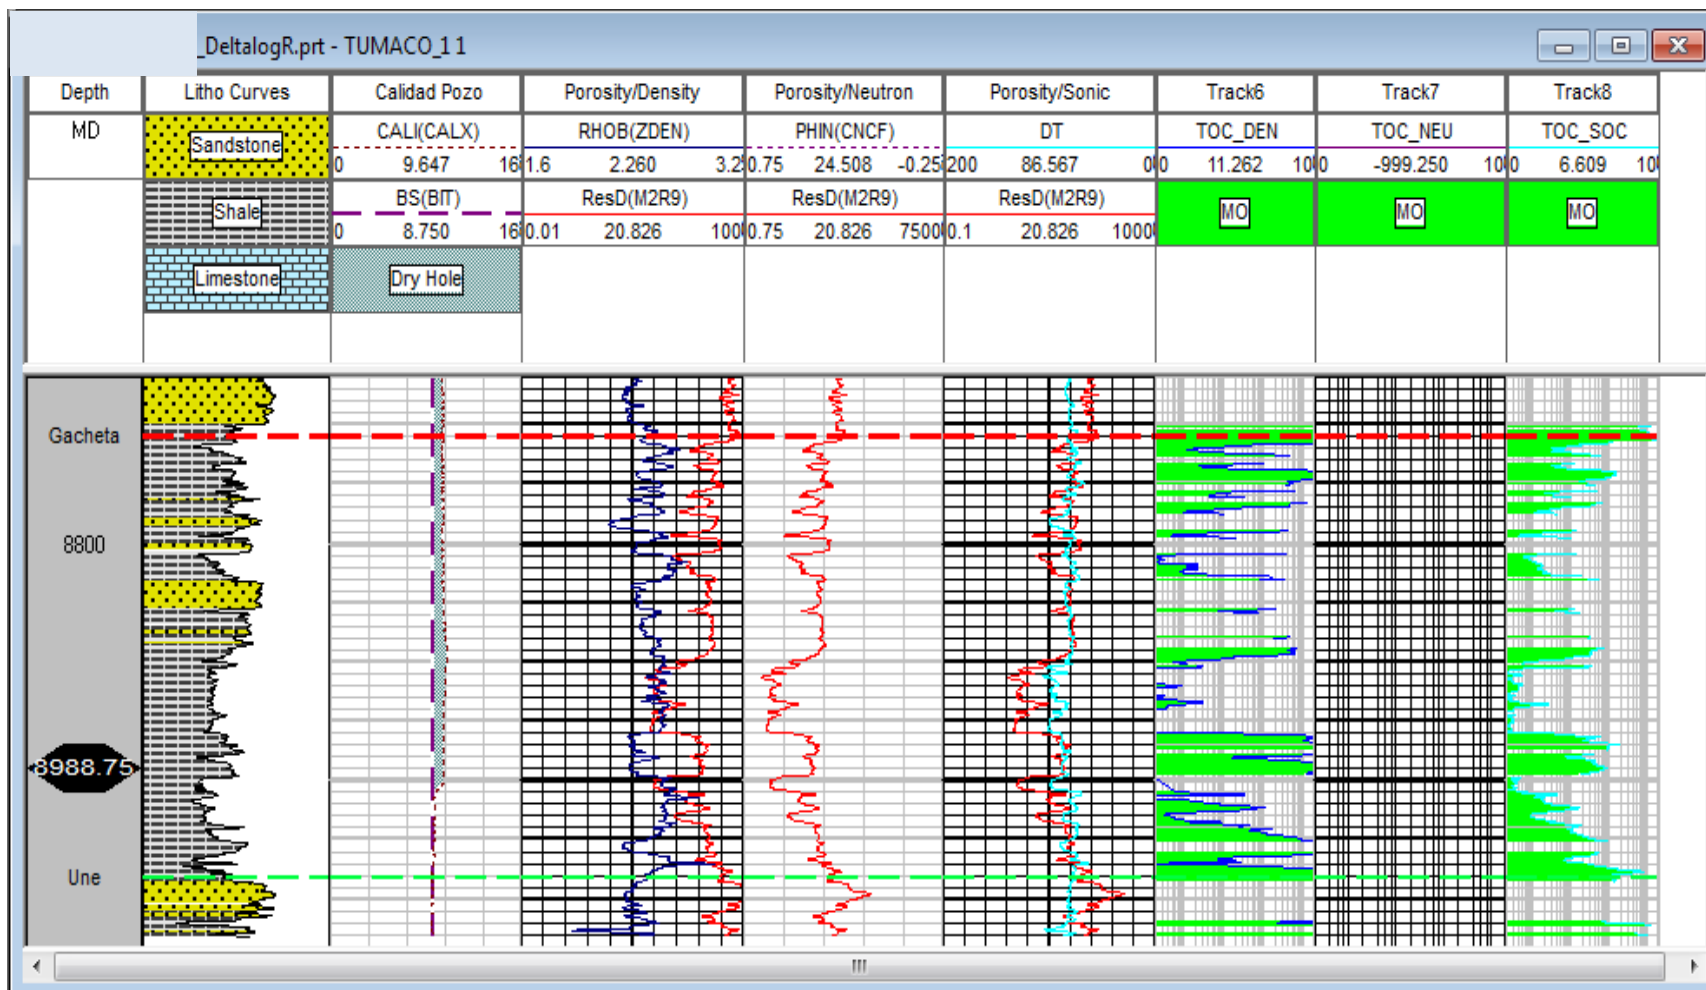 _DeltalogR.prt - TUMACO_11
Depth Litho Curves Calidad Pozo Porosity/Density Porosity/Neutron Porosity/Sonic Track6 Track7 Track8
MD Sandstone CALI(CALX) RHOB(ZDEN) PHIN(CNCF) DT TOC_DEN TOC_NEU TOC_SOC
0 9.647 16 1.6 2.260 3.2 0.75 24.508 -0.25 200 86.567 0 0 11.262 10 0 -999.250 10 0 6.609 10
Shale BS(BIT) ResD(M2R9) ResD(M2R9) ResD(M2R9) MO MO MO
0 8.750 16 0.01 20.826 100 0.75 20.826 7500 0.1 20.826 1000
Limestone Dry Hole
Gacheta
8800
8988.75
Une